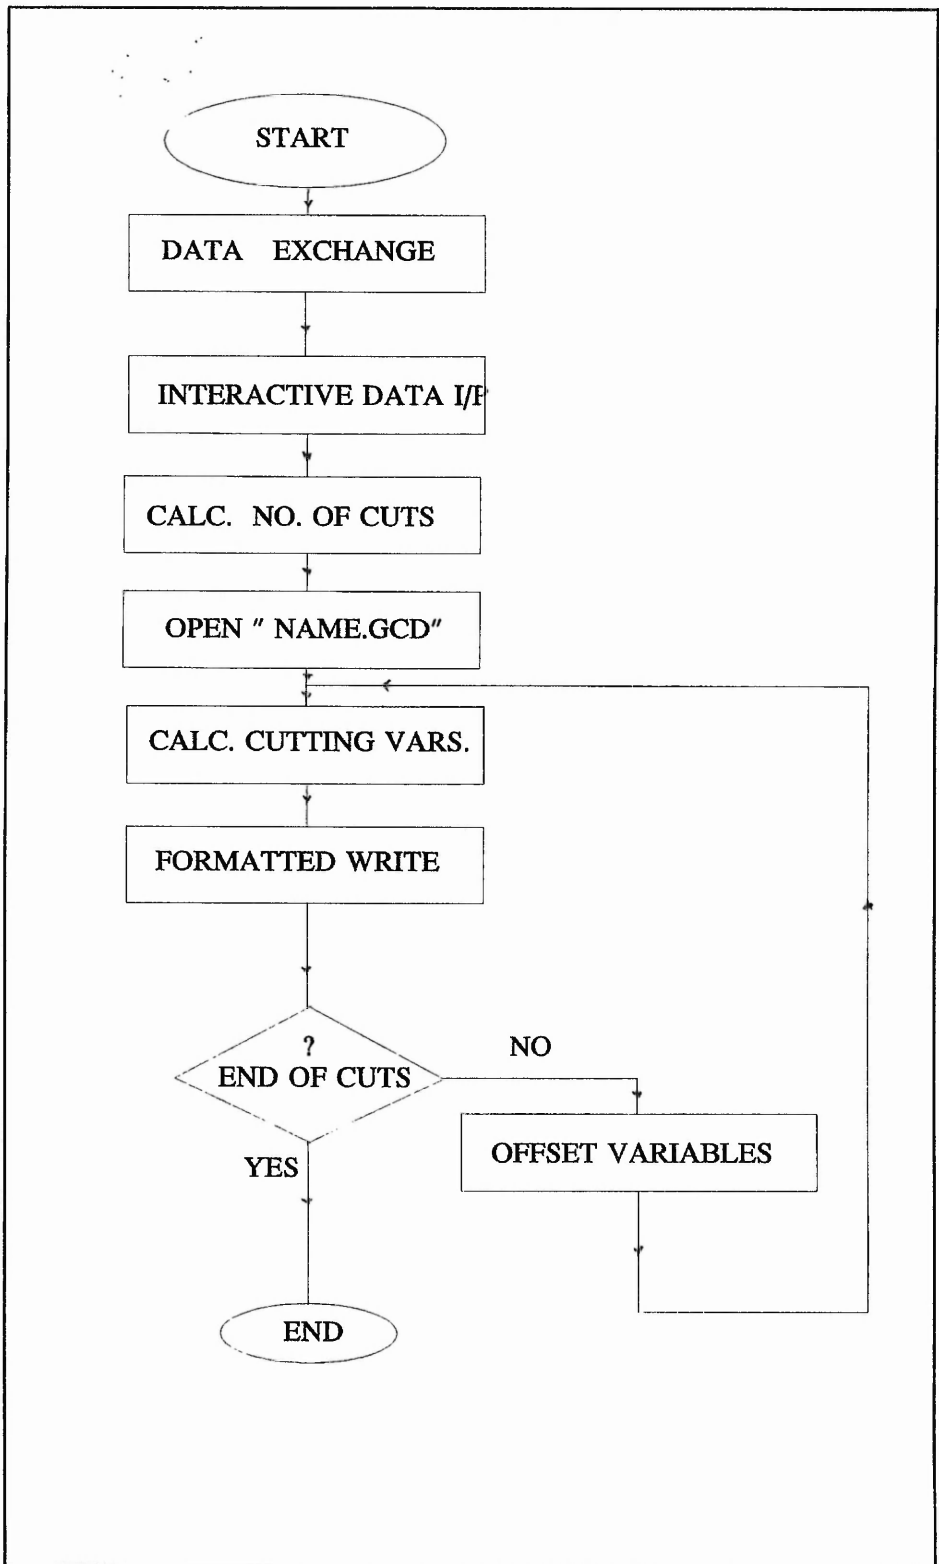 START
DATA EXCHANGE
INTERACTIVE DATA I/P
CALC. NO. OF CUTS
OPEN " NAME.GCD"
CALC. CUTTING VARS.
FORMATTED WRITE
?
END OF CUTS
NO
OFFSET VARIABLES
YES
END